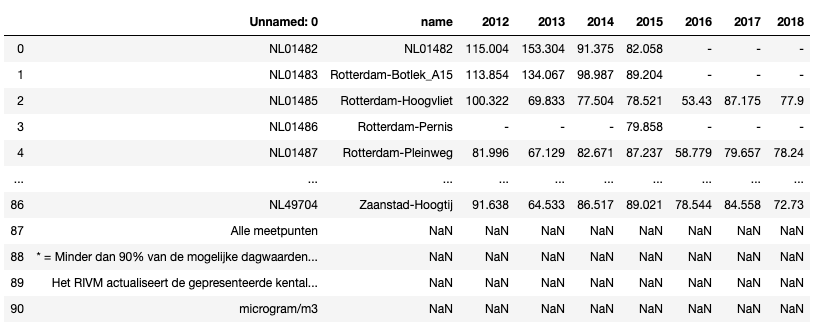 Unnamed: 0 name 2012 2013 2014 2015 2016 2017 2018
0 NL01482 NL01482 115.004 153.304 91.375 82.058 - - -
1 NL01483 Rotterdam-Botlek_A15 113.854 134.067 98.987 89.204 - - -
2 NL01485 Rotterdam-Hoogvliet 100.322 69.833 77.504 78.521 53.43 87.175 77.9
3 NL01486 Rotterdam-Pernis - - - 79.858 - - -
4 NL01487 Rotterdam-Pleinweg 81.996 67.129 82.671 87.237 58.779 79.657 78.24
... ... ... ... ... ... ... ... ... ...
86 NL49704 Zaanstad-Hoogtij 91.638 64.533 86.517 89.021 78.544 84.558 72.73
87 Alle meetpunten NaN NaN NaN NaN NaN NaN NaN NaN
88 * = Minder dan 90% van de mogelijke dagwaarden... NaN NaN NaN NaN NaN NaN NaN NaN
89 Het RIVM actualiseert de gepresenteerde kental... NaN NaN NaN NaN NaN NaN NaN NaN
90 microgram/m3 NaN NaN NaN NaN NaN NaN NaN NaN